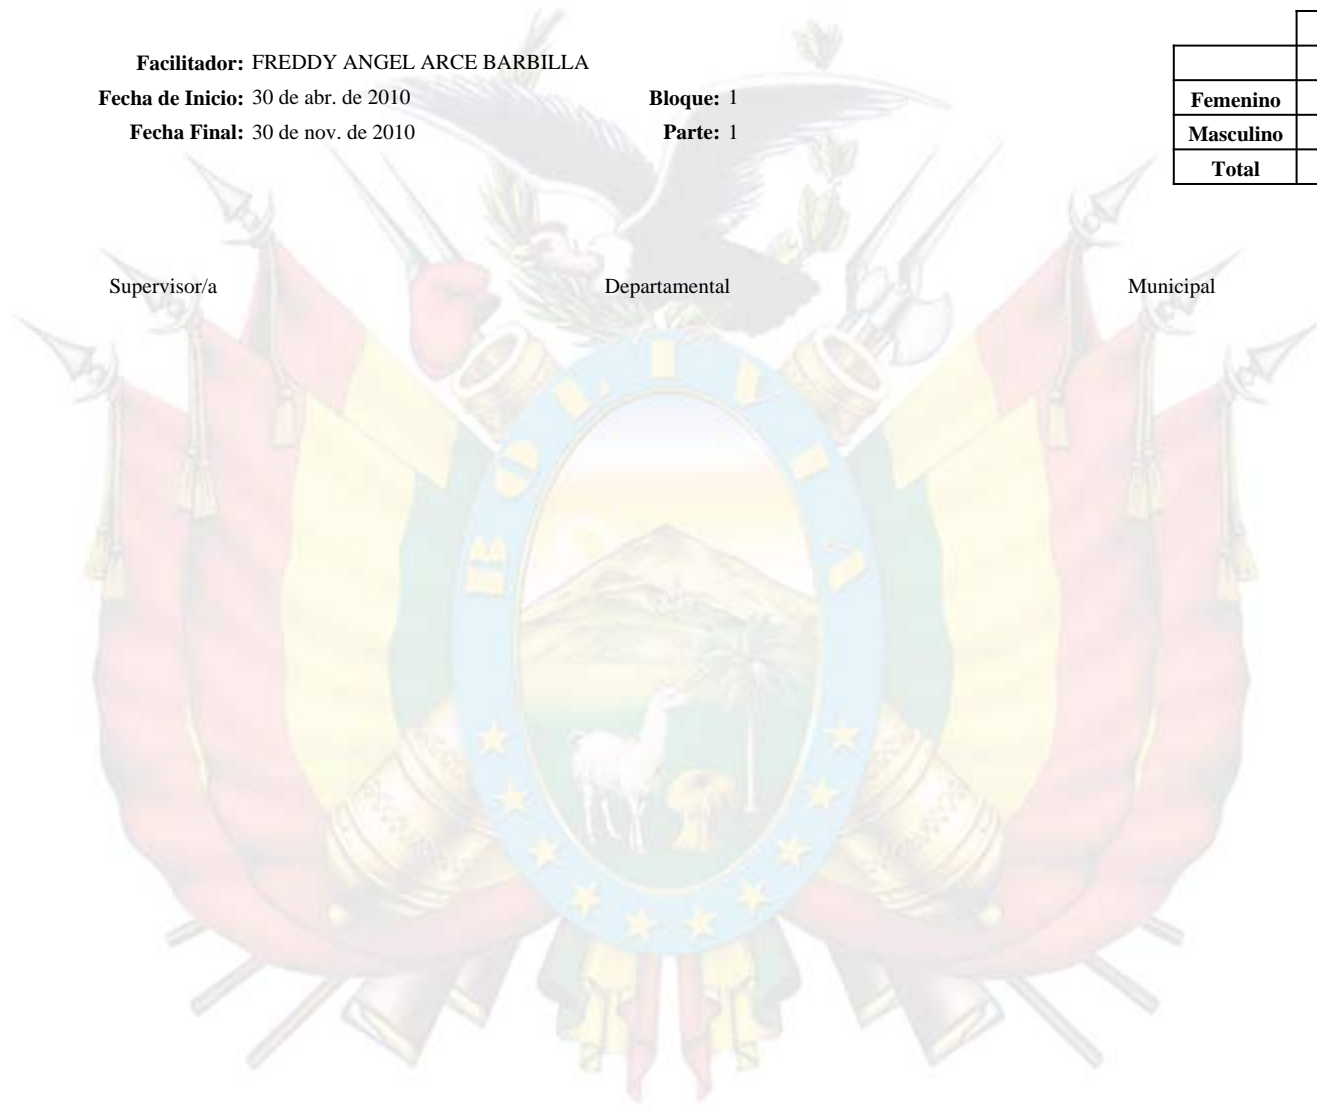 Facilitador: FREDDY ANGEL ARCE BARBILLA
Fecha de Inicio: 30 de abr. de 2010 Bloque: 1
Fecha Final: 30 de nov. de 2010 Parte: 1
Femenino
Masculino
Total
Supervisor/a Departamental Municipal
BOLIVIA